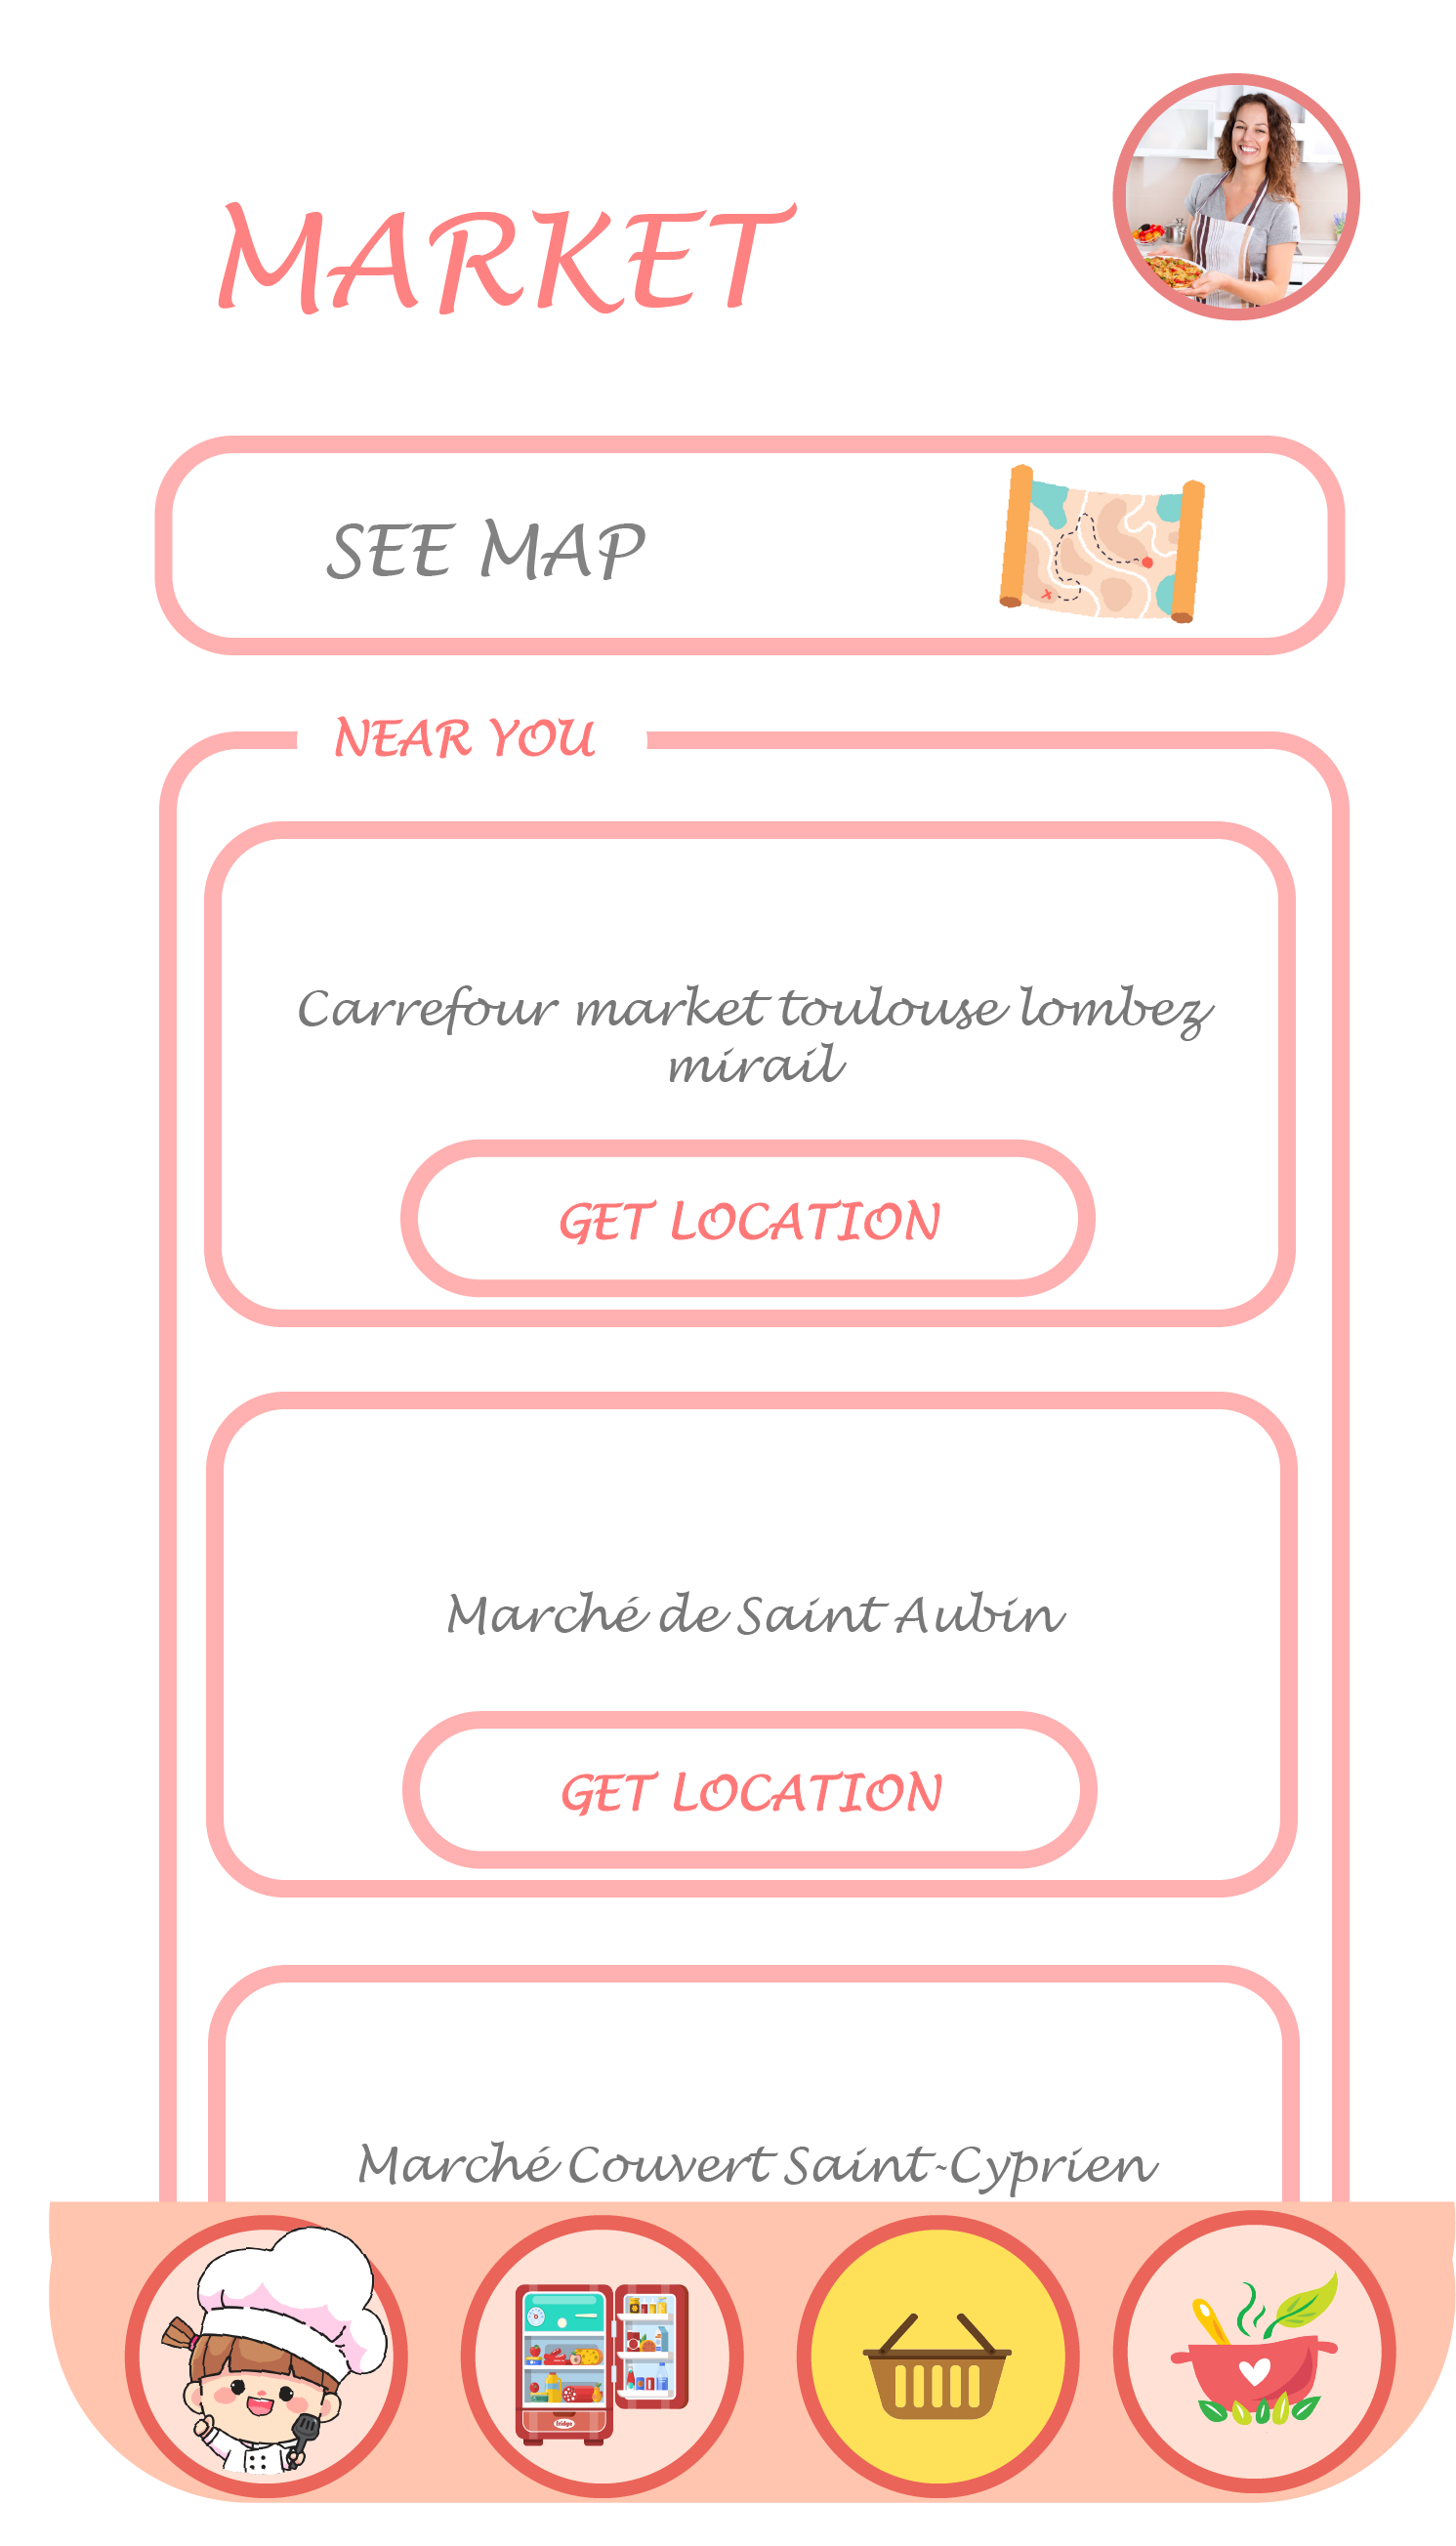 MARKET
SEE MAP
NEAR YOU
Carrefour market toulouse lombez
mirail
GET LOCATION
Marché de Saint Aubin
GET LOCATION
Marché Couvert Saint-Cyprien
fridge